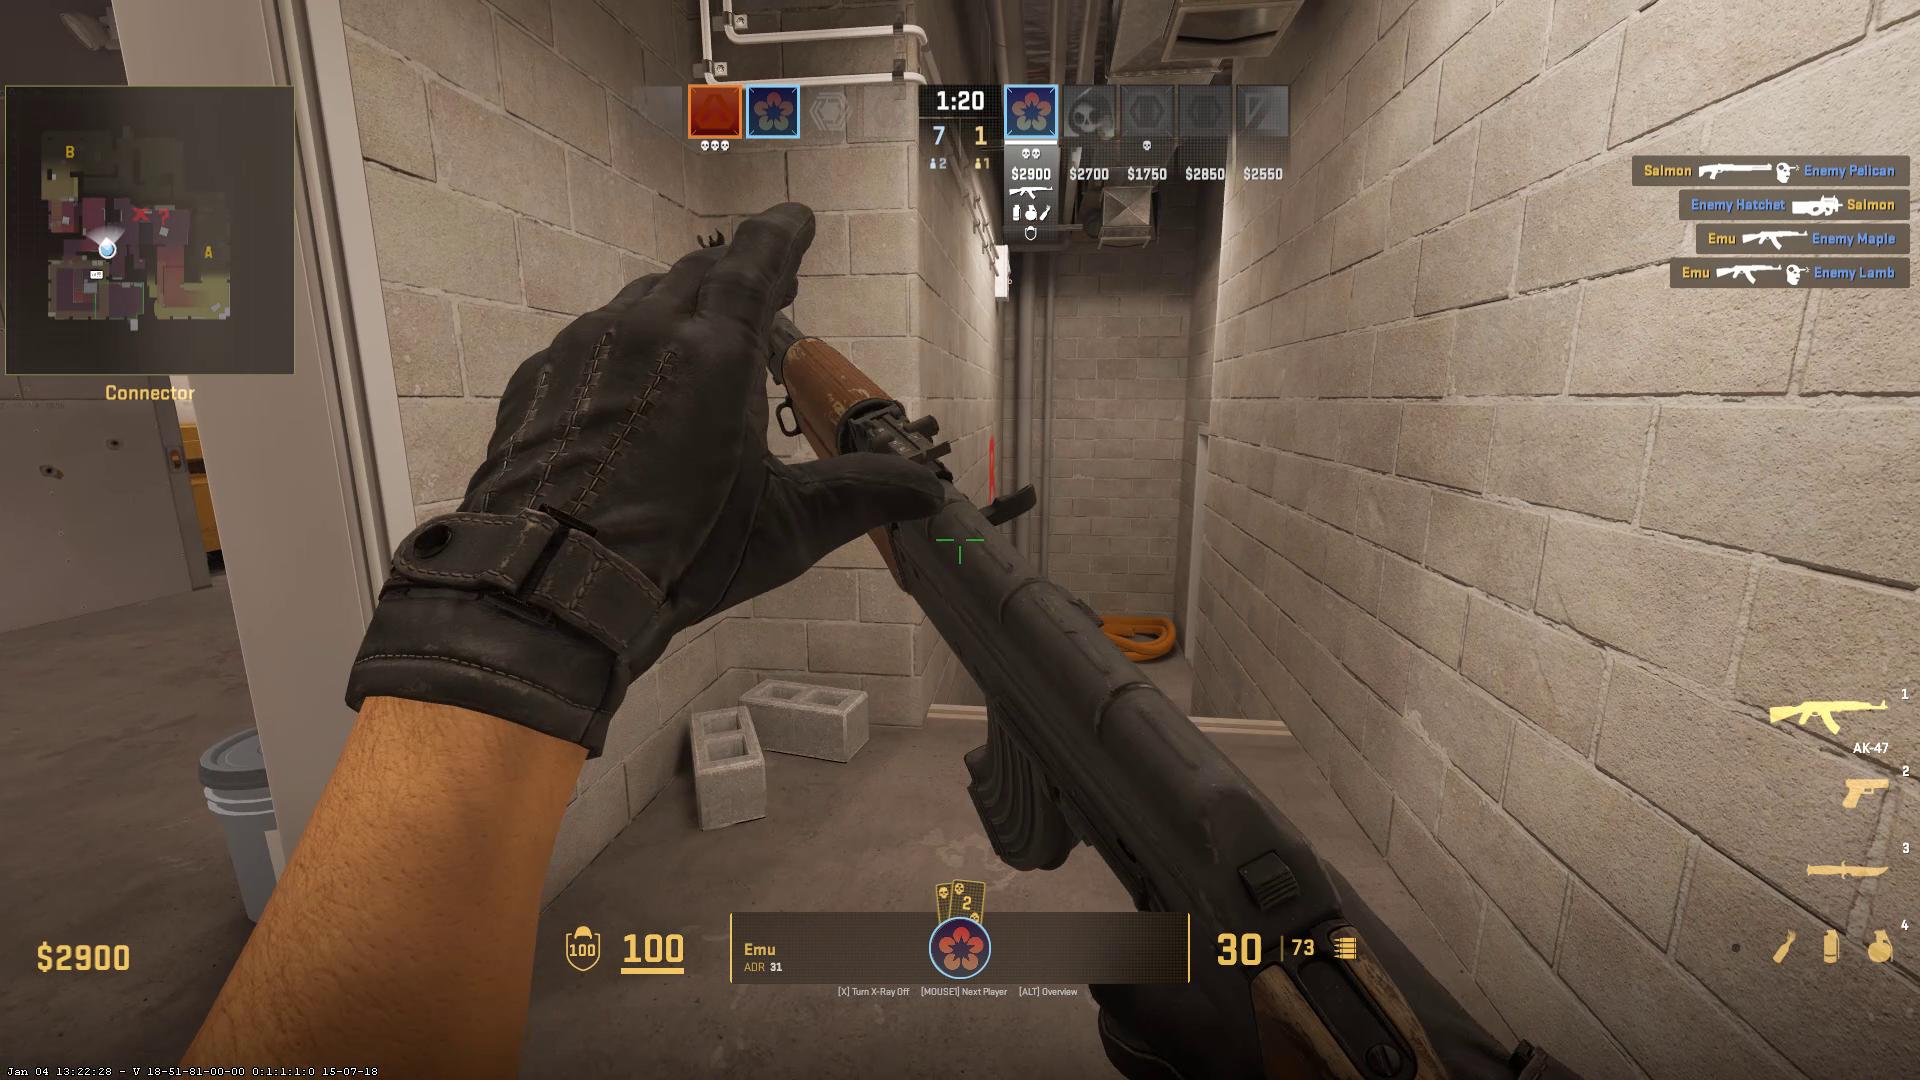 B
A
Connector
1:20
7 1
2 1
$2900 $2700 $1750 $2850 $2550
Salmon Enemy Pelican
Enemy Hatchet Salmon
Emu Enemy Maple
Emu Enemy Lamb
1
AK-47
2
3
4
$2900
100 100
2
Emu
ADR 31
30 73
[X] Turn X-Ray Off [MOUSE1] Next Player [ALT] Overview
Jan 04 13:22:28 - V 18-51-81-00-00 0:1:1:1:0 15-07-18